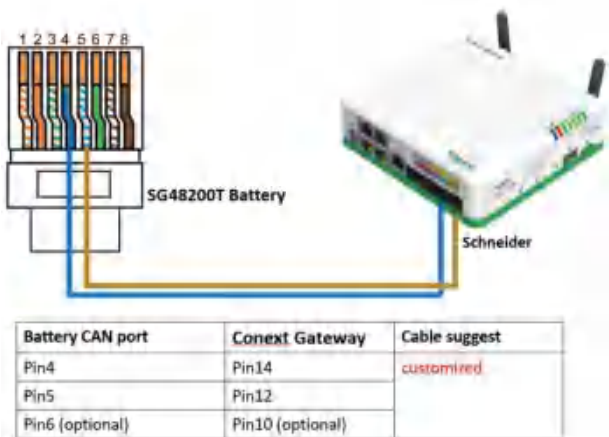 1 2 3 4 5 6 7 8
SG48200T Battery
Schneider
Battery CAN port Conext Gateway Cable suggest
Pin4 Pin14 customired
Pin5 Pin12
Pin6 (optional) Pin10 (optional)